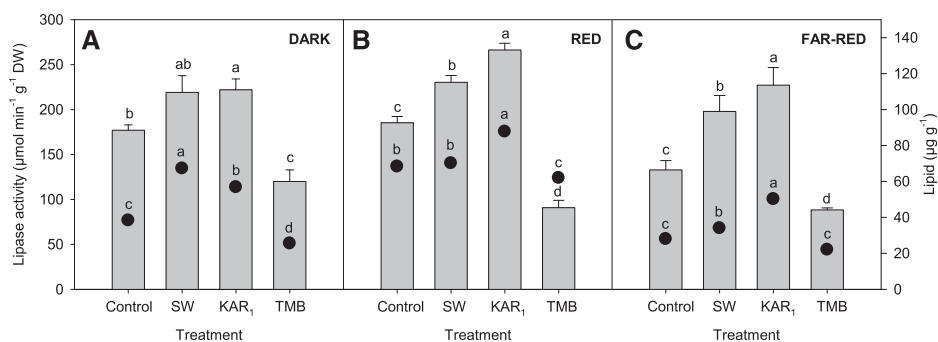 A DARK
B RED
C FAR-RED
Lipase activity (µmol min⁻¹ g⁻¹ DW)
300
250
200
150
100
50
0
b ab a c
c a b d
c b a d
b b a c
c b a d
c b a c
140
120
100
80
60
40
20
0
Lipid (µg g⁻¹)
Control SW KAR₁ TMB
Control SW KAR₁ TMB
Control SW KAR₁ TMB
Treatment
Treatment
Treatment